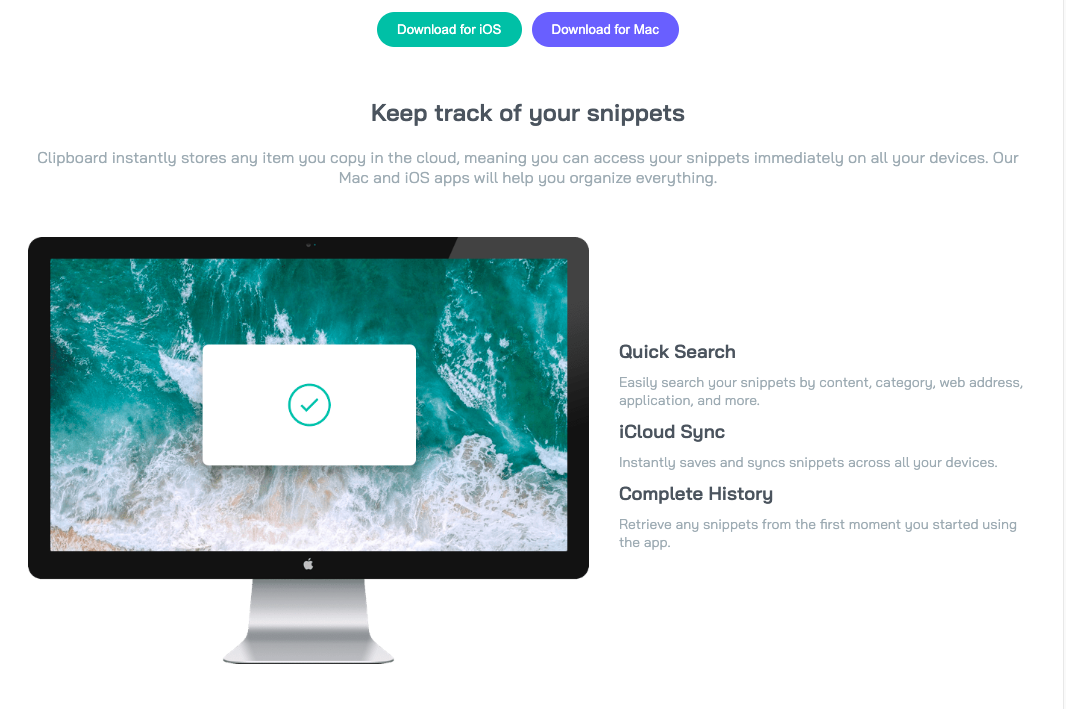 Download for iOS
Download for Mac
Keep track of your snippets
Clipboard instantly stores any item you copy in the cloud, meaning you can access your snippets immediately on all your devices. Our
Mac and iOS apps will help you organize everything.
Quick Search
Easily search your snippets by content, category, web address,
application, and more.
iCloud Sync
Instantly saves and syncs snippets across all your devices.
Complete History
Retrieve any snippets from the first moment you started using
the app.